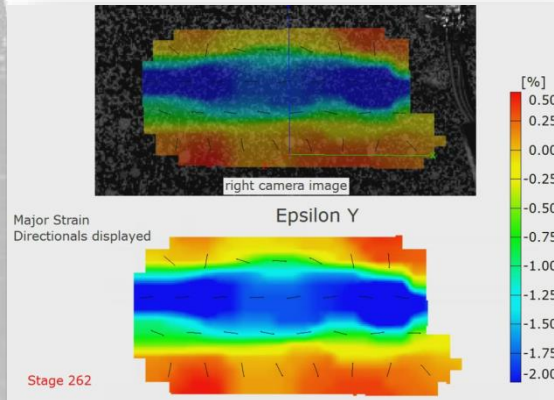 [%]
0.50
0.25
0.00
-0.25
-0.50
-0.75
-1.00
-1.25
-1.50
-1.75
-2.00
right camera image
Epsilon Y
Major Strain
Directionals displayed
Stage 262